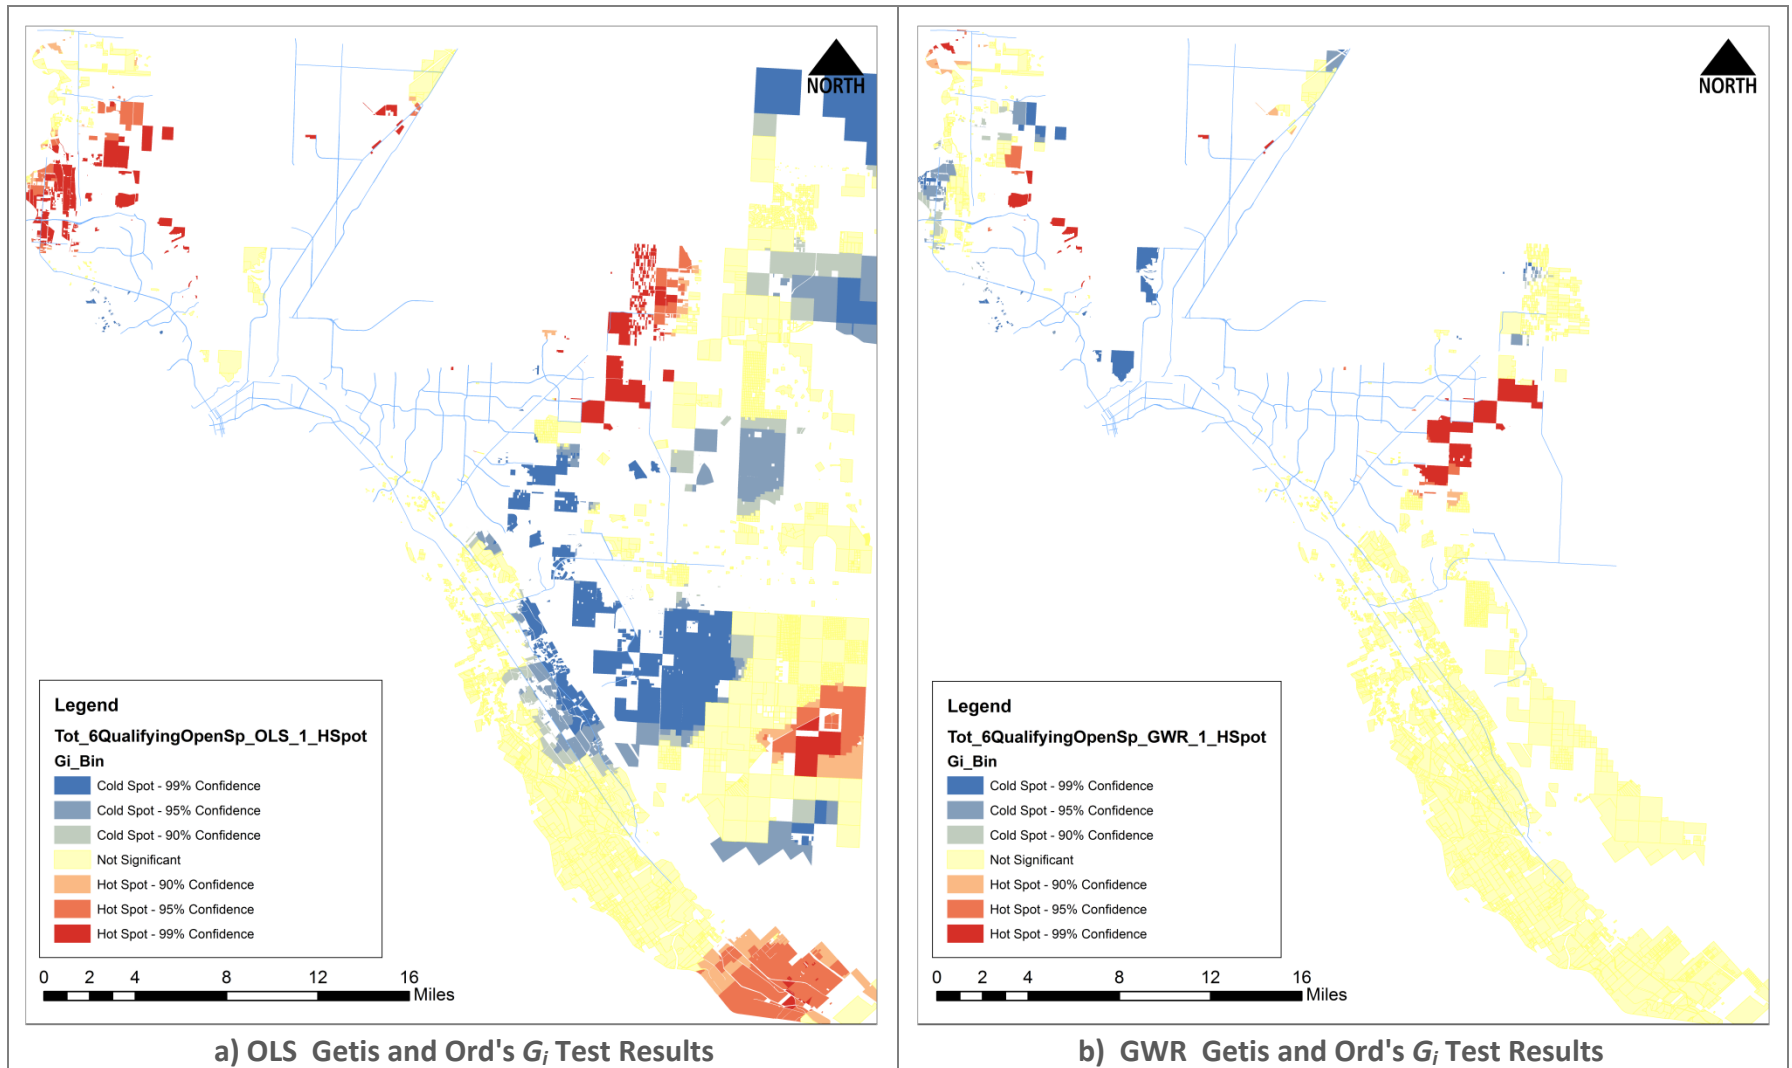 NORTH
Legend
Tot_6QualifyingOpenSp_OLS_1_HSpot
Gi_Bin
Cold Spot - 99% Confidence
Cold Spot - 95% Confidence
Cold Spot - 90% Confidence
Not Significant
Hot Spot - 90% Confidence
Hot Spot - 95% Confidence
Hot Spot - 99% Confidence
0 2 4 8 12 16
Miles
a) OLS Getis and Ord's Gi Test Results
NORTH
Legend
Tot_6QualifyingOpenSp_GWR_1_HSpot
Gi_Bin
Cold Spot - 99% Confidence
Cold Spot - 95% Confidence
Cold Spot - 90% Confidence
Not Significant
Hot Spot - 90% Confidence
Hot Spot - 95% Confidence
Hot Spot - 99% Confidence
0 2 4 8 12 16
Miles
b) GWR Getis and Ord's Gi Test Results